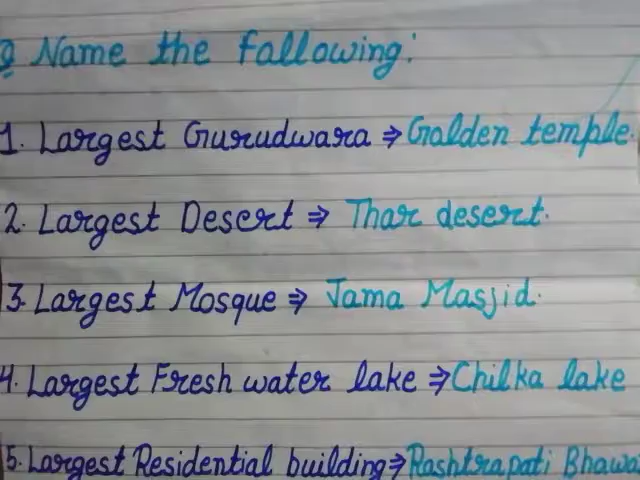 Q Name the fallowing:
1. Largest Gurudwara ⇒ Golden temple.
2. Largest Desert ⇒ Thar desert.
3. Largest Mosque ⇒ Jama Masjid.
4. Largest Fresh water lake ⇒ Chilka lake
5. Largest Residential building ⇒ Rashtrapati Bhawa